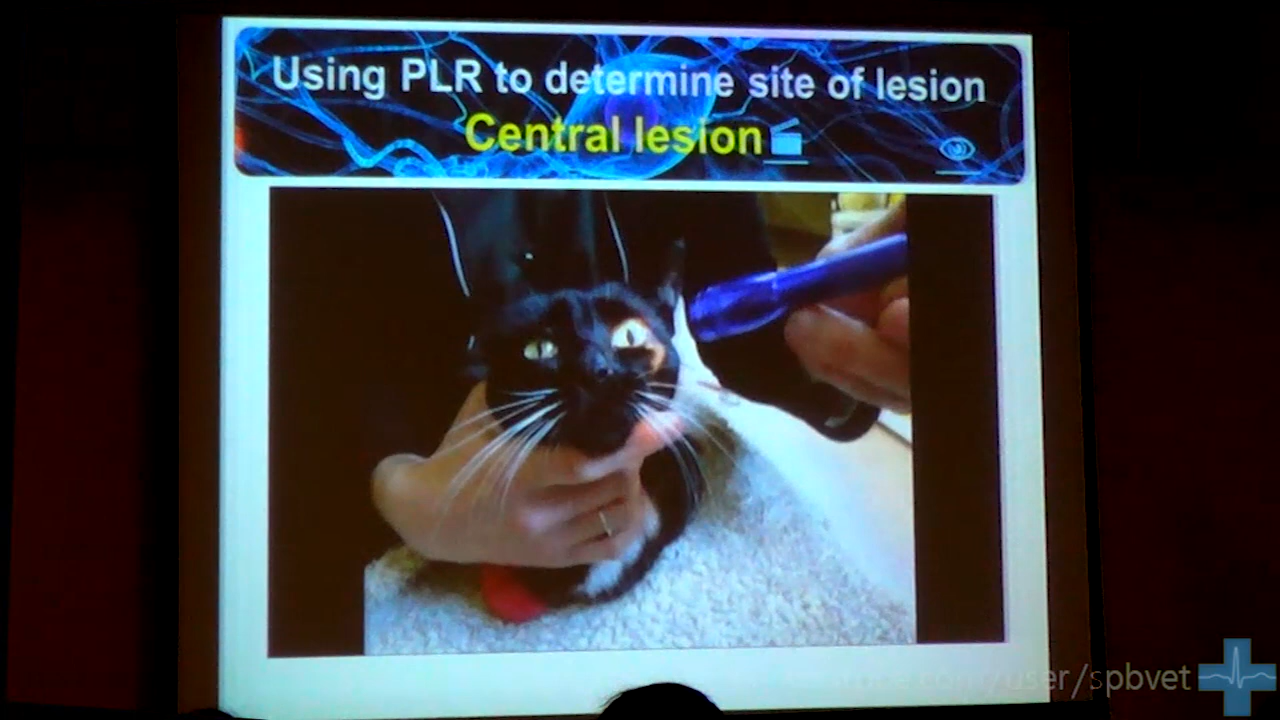 Using PLR to determine site of lesion
Central lesion
/user/spbvet